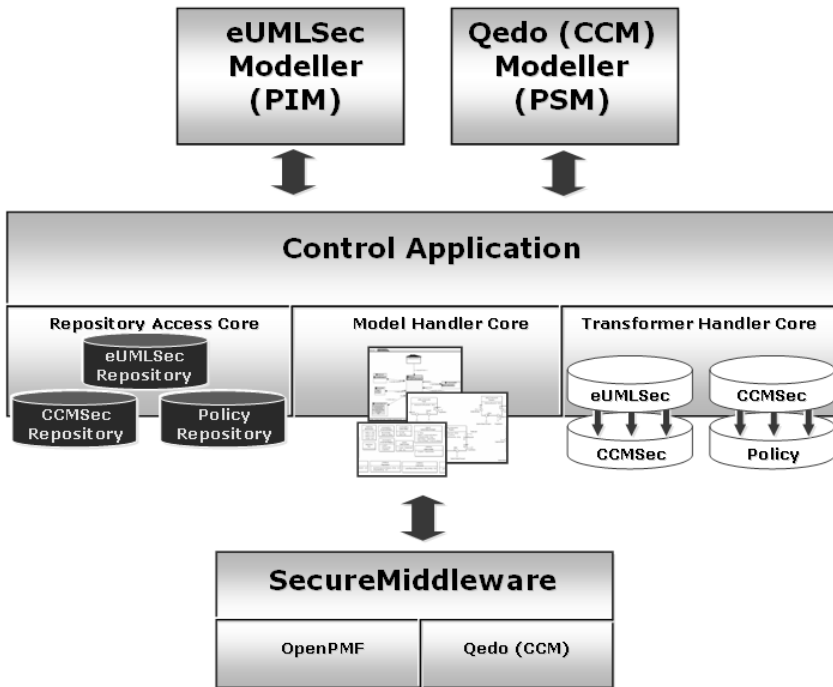 eUMLSec
Modeller
(PIM)
Qedo (CCM)
Modeller
(PSM)
Control Application
Repository Access Core
Model Handler Core
Transformer Handler Core
eUMLSec
Repository
CCMSec
Repository
Policy
Repository
eUMLSec
CCMSec
CCMSec
Policy
SecureMiddleware
OpenPMF
Qedo (CCM)